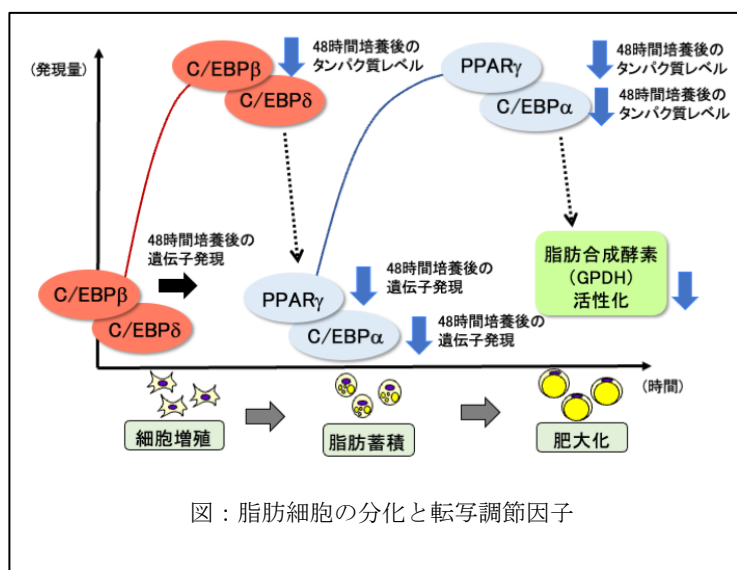 (発現量)
C/EBPβ
C/EBPδ
48時間培養後の
タンパク質レベル
PPARγ
C/EBPα
48時間培養後の
タンパク質レベル
48時間培養後の
タンパク質レベル
48時間培養後の
遺伝子発現
C/EBPβ
C/EBPδ
PPARγ
C/EBPα
48時間培養後の
遺伝子発現
48時間培養後の
遺伝子発現
脂肪合成酵素
(GPDH)
活性化
(時間)
細胞増殖
脂肪蓄積
肥大化
図：脂肪細胞の分化と転写調節因子